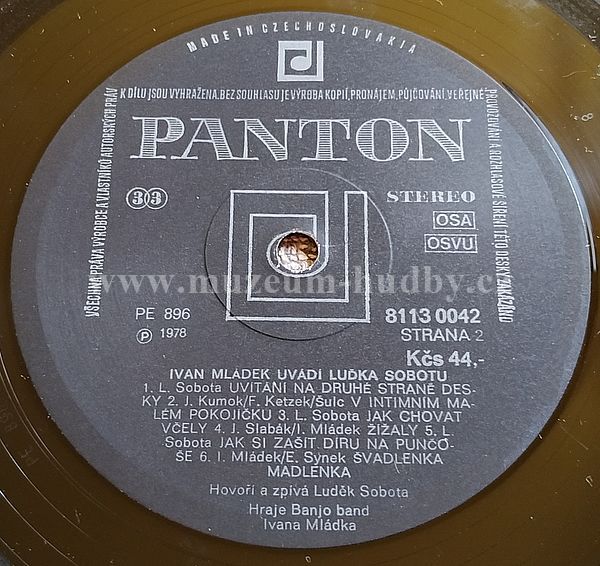 MADE IN CZECHOSLOVAKIA
VŠECHNA PRÁVA VÝROBCE A VLASTNÍKŮ AUTORSKÝCH PRÁV
K DÍLU JSOU VYHRAŽENA. BEZ SOUHLASU JE VÝROBA KOPIÍ, PRONÁJEM, PŮJČOVÁNÍ, VEŘEJNÉ
PROVOZOVÁNÍ A ROZHLASOVÉ ŠÍŘENÍ TÉTO DESKY ZAKÁZÁNO
PANTON
33
STEREO
OSA
OSVU
www.muzeum-hudby.cz
PE 896
8113 0042
Ⓟ 1978
STRANA 2
Kčs 44,-
IVAN MLÁDEK UVÁDÍ LUĎKA SOBOTU
1. L. Sobota UVÍTÁNÍ NA DRUHÉ STRANĚ DES-
KY 2. J. Kumok/F. Ketzek/Šulc V INTIMNÍM MA-
LÉM POKOJÍČKU 3. L. Sobota JAK CHOVAT
VČELY 4. J. Slabák/I. Mládek ŽÍŽALY 5. L.
Sobota JAK SI ZAŠÍT DÍRU NA PUNČO-
ŠE 6. I. Mládek/E. Synek ŠVADLENKA
MADLENKA
Hovoří a zpívá Luděk Sobota
Hraje Banjo band
Ivana Mládka